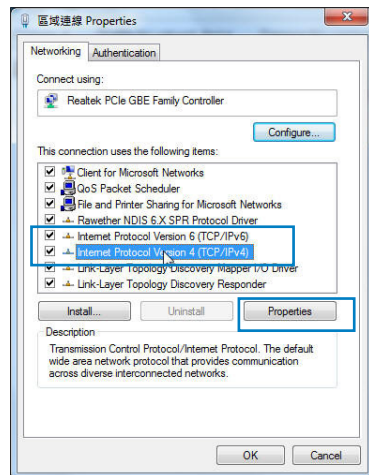 區域連線 Properties
Networking Authentication
Connect using:
Realtek PCIe GBE Family Controller
Configure...
This connection uses the following items:
Client for Microsoft Networks
QoS Packet Scheduler
File and Printer Sharing for Microsoft Networks
Rawether NDIS 6.X SPR Protocol Driver
Internet Protocol Version 6 (TCP/IPv6)
Internet Protocol Version 4 (TCP/IPv4)
Link-Layer Topology Discovery Mapper I/O Driver
Link-Layer Topology Discovery Responder
Install... Uninstall Properties
Description
Transmission Control Protocol/Internet Protocol. The default
wide area network protocol that provides communication
across diverse interconnected networks.
OK Cancel